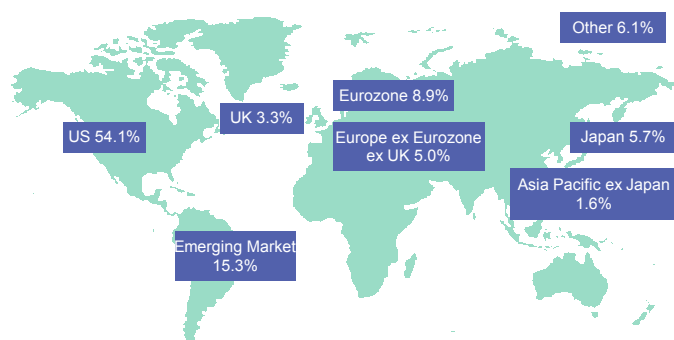 Other 6.1%
Eurozone 8.9%
UK 3.3%
US 54.1%
Europe ex Eurozone
ex UK 5.0%
Japan 5.7%
Asia Pacific ex Japan
1.6%
Emerging Market
15.3%